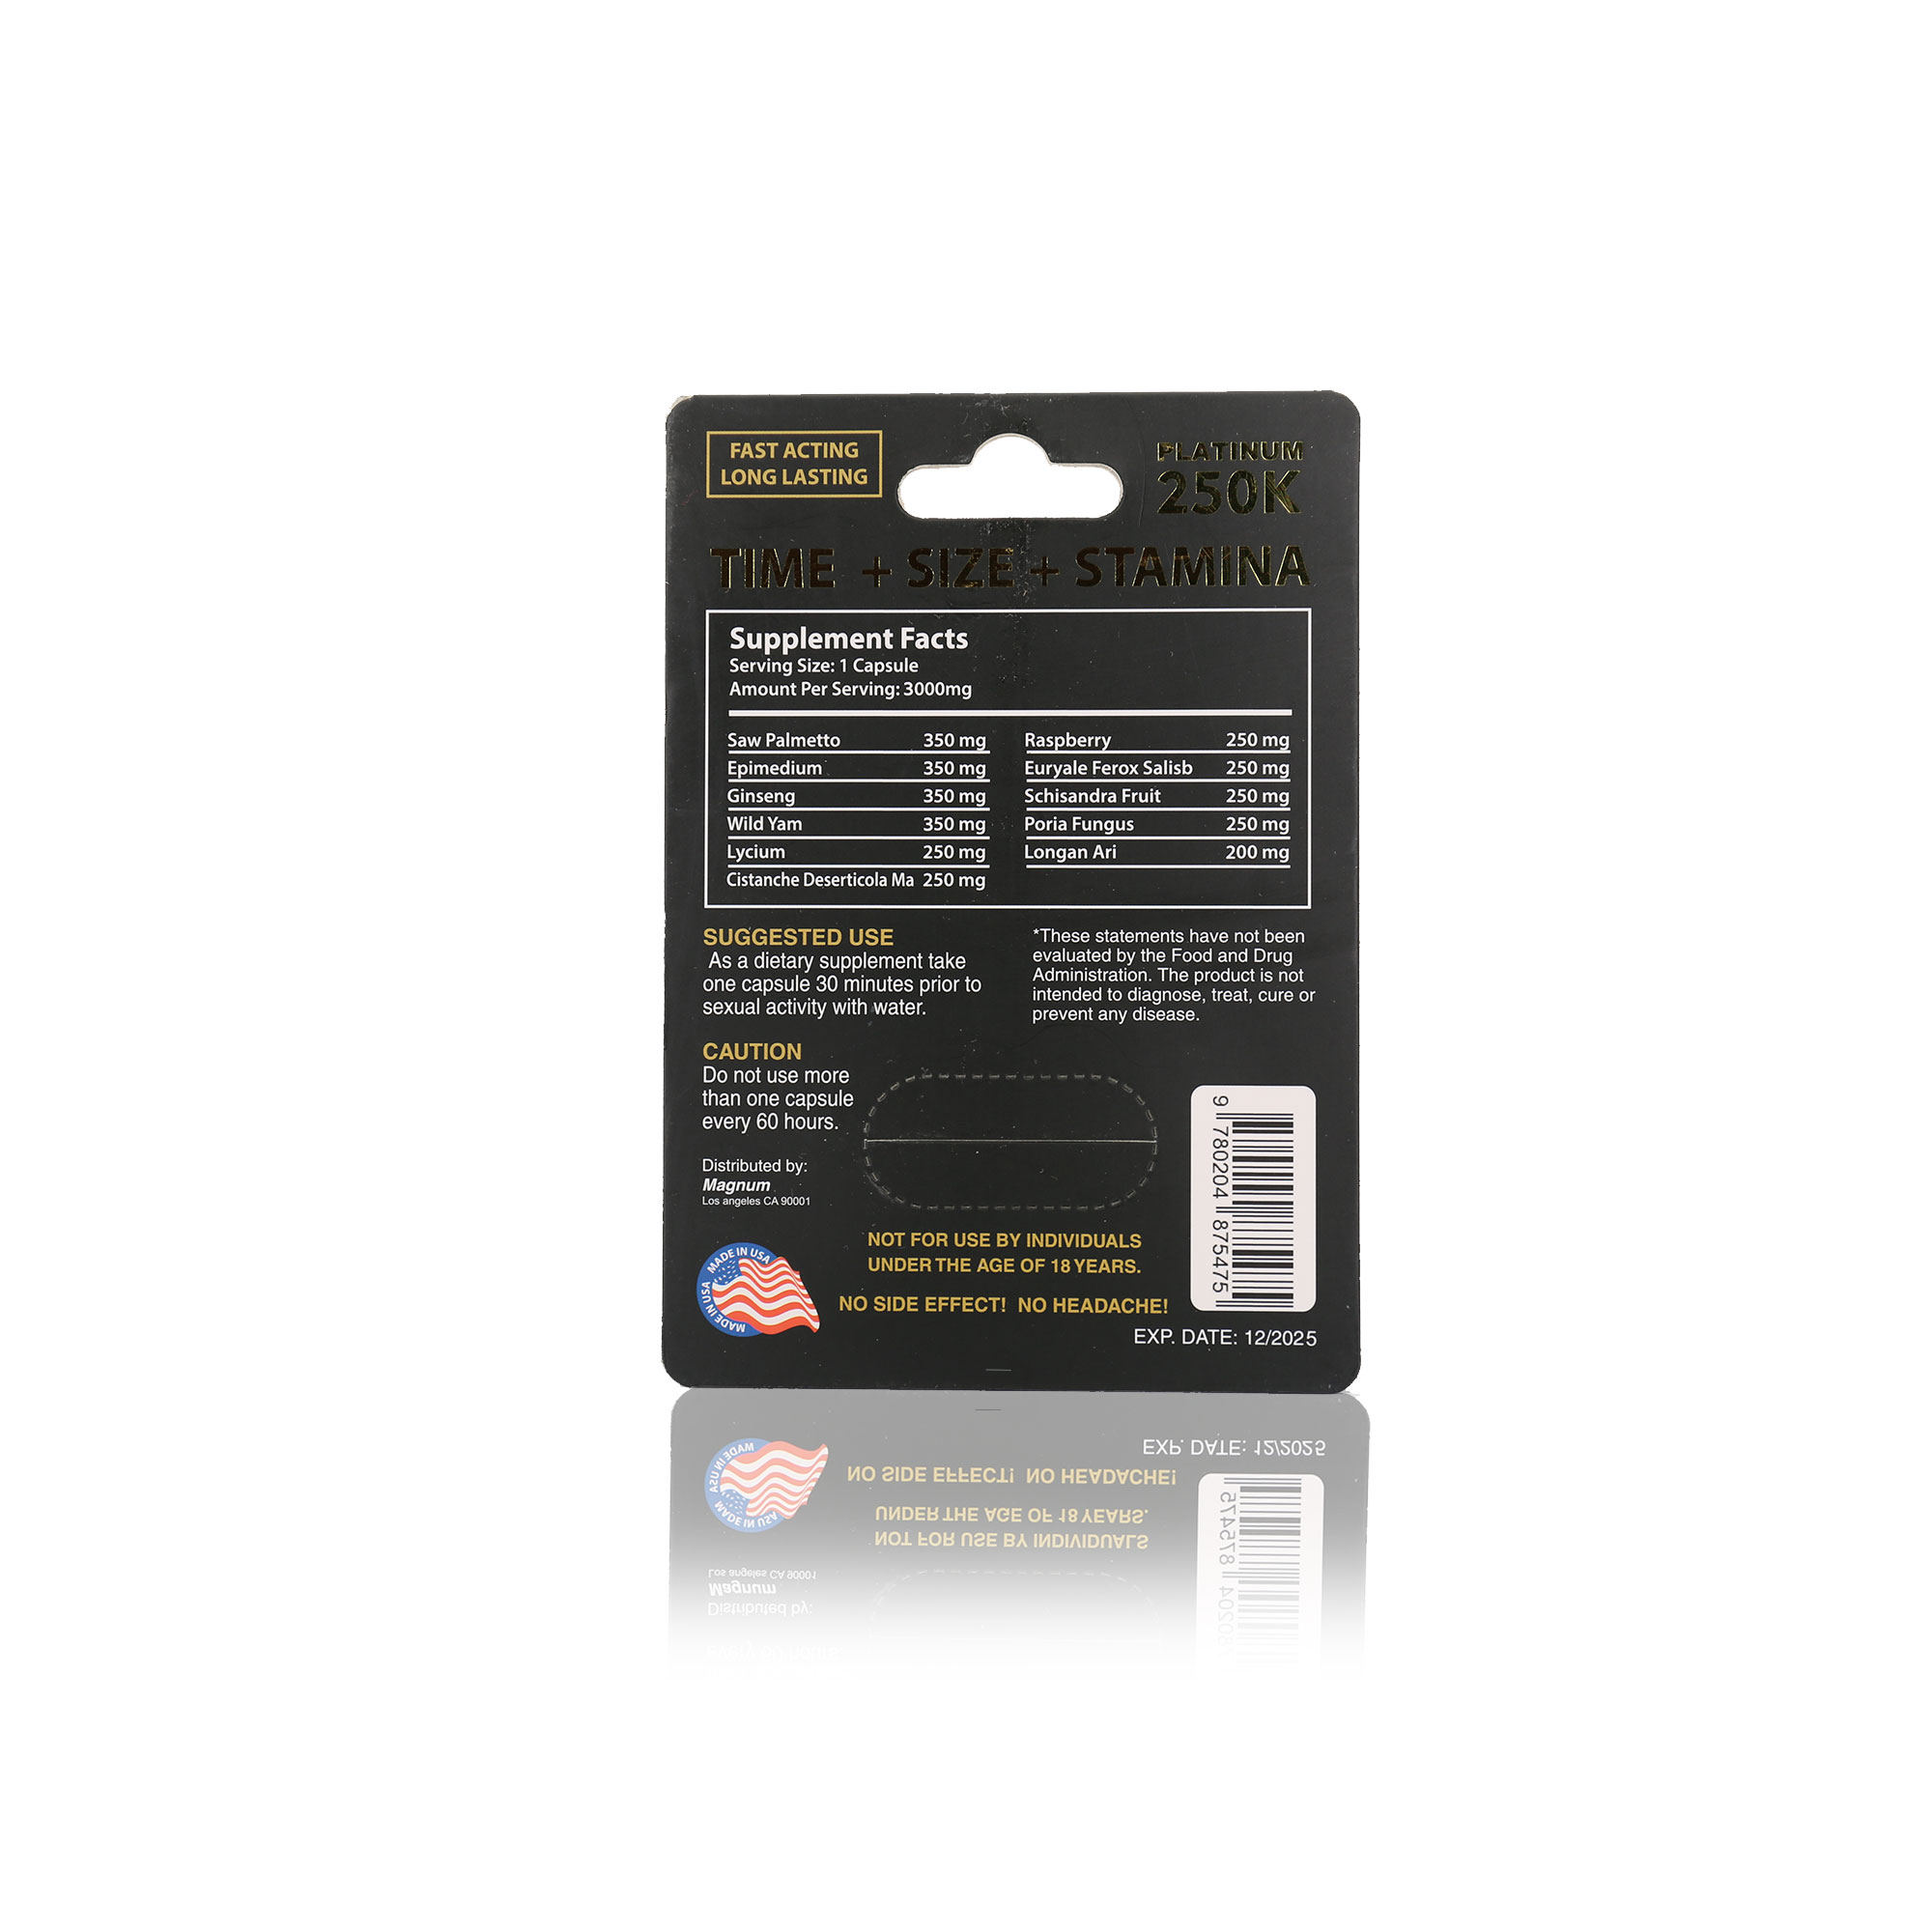 FAST ACTING
LONG LASTING
PLATINUM
250K
TIME + SIZE + STAMINA
Supplement Facts
Serving Size: 1 Capsule
Amount Per Serving: 3000mg
Saw Palmetto 350 mg
Epimedium 350 mg
Ginseng 350 mg
Wild Yam 350 mg
Lycium 250 mg
Cistanche Deserticola Ma 250 mg
Raspberry 250 mg
Euryale Ferox Salisb 250 mg
Schisandra Fruit 250 mg
Poria Fungus 250 mg
Longan Ari 200 mg
SUGGESTED USE
As a dietary supplement take
one capsule 30 minutes prior to
sexual activity with water.
*These statements have not been
evaluated by the Food and Drug
Administration. The product is not
intended to diagnose, treat, cure or
prevent any disease.
CAUTION
Do not use more
than one capsule
every 60 hours.
Distributed by:
Magnum
Los angeles CA 90001
MADE IN USA
MADE IN USA
NOT FOR USE BY INDIVIDUALS
UNDER THE AGE OF 18 YEARS.
NO SIDE EFFECT! NO HEADACHE!
9 780204 875475
EXP. DATE: 12/2025